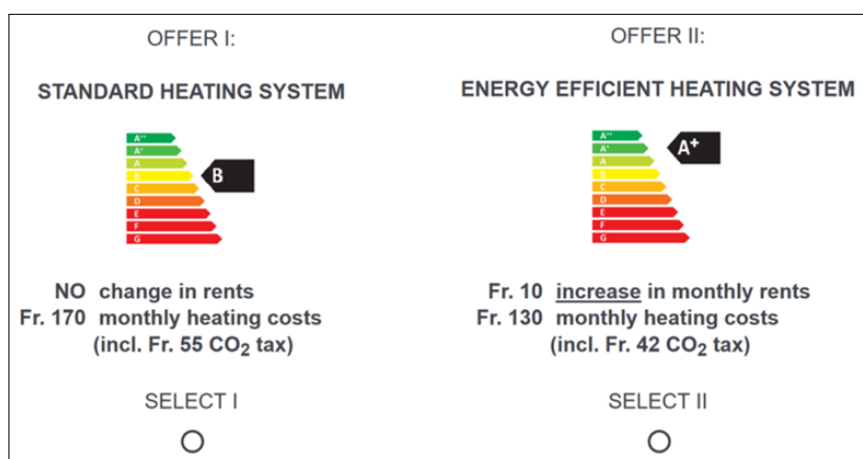 OFFER I:
STANDARD HEATING SYSTEM
A++
A+
A
B
C
D
E
F
G
B
NO change in rents
Fr. 170 monthly heating costs
(incl. Fr. 55 CO2 tax)
SELECT I
OFFER II:
ENERGY EFFICIENT HEATING SYSTEM
A++
A+
A
B
C
D
E
F
G
A+
Fr. 10 increase in monthly rents
Fr. 130 monthly heating costs
(incl. Fr. 42 CO2 tax)
SELECT II